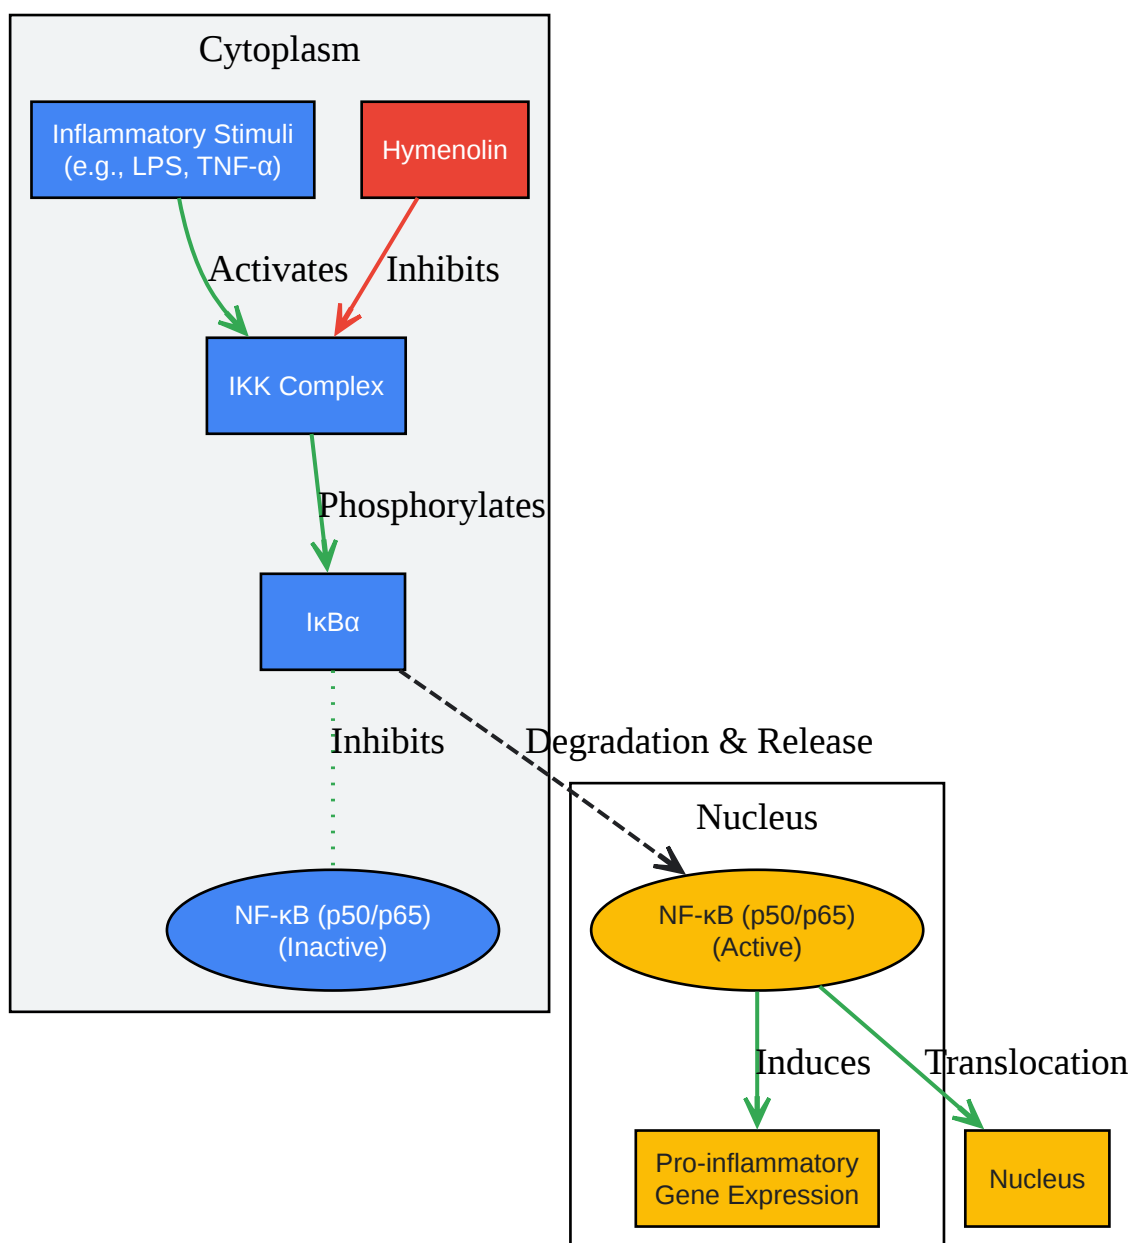 Cytoplasm
Inflammatory Stimuli
(e.g., LPS, TNF-α)
Hymenolin
Activates
Inhibits
IKK Complex
Phosphorylates
IκBα
Inhibits
Degradation & Release
Nucleus
NF-κB (p50/p65)
(Inactive)
NF-κB (p50/p65)
(Active)
Induces
Translocation
Pro-inflammatory
Gene Expression
Nucleus